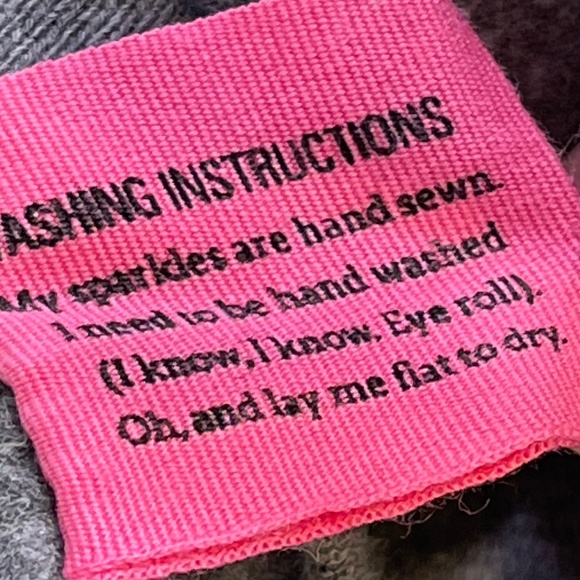 WASHING INSTRUCTIONS
My sparkles are hand sewn.
I need to be hand washed
(I know, I know, Eye roll).
Oh, and lay me flat to dry.